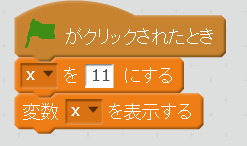 がクリックされたとき
x を 11 にする
変数 x を表示する